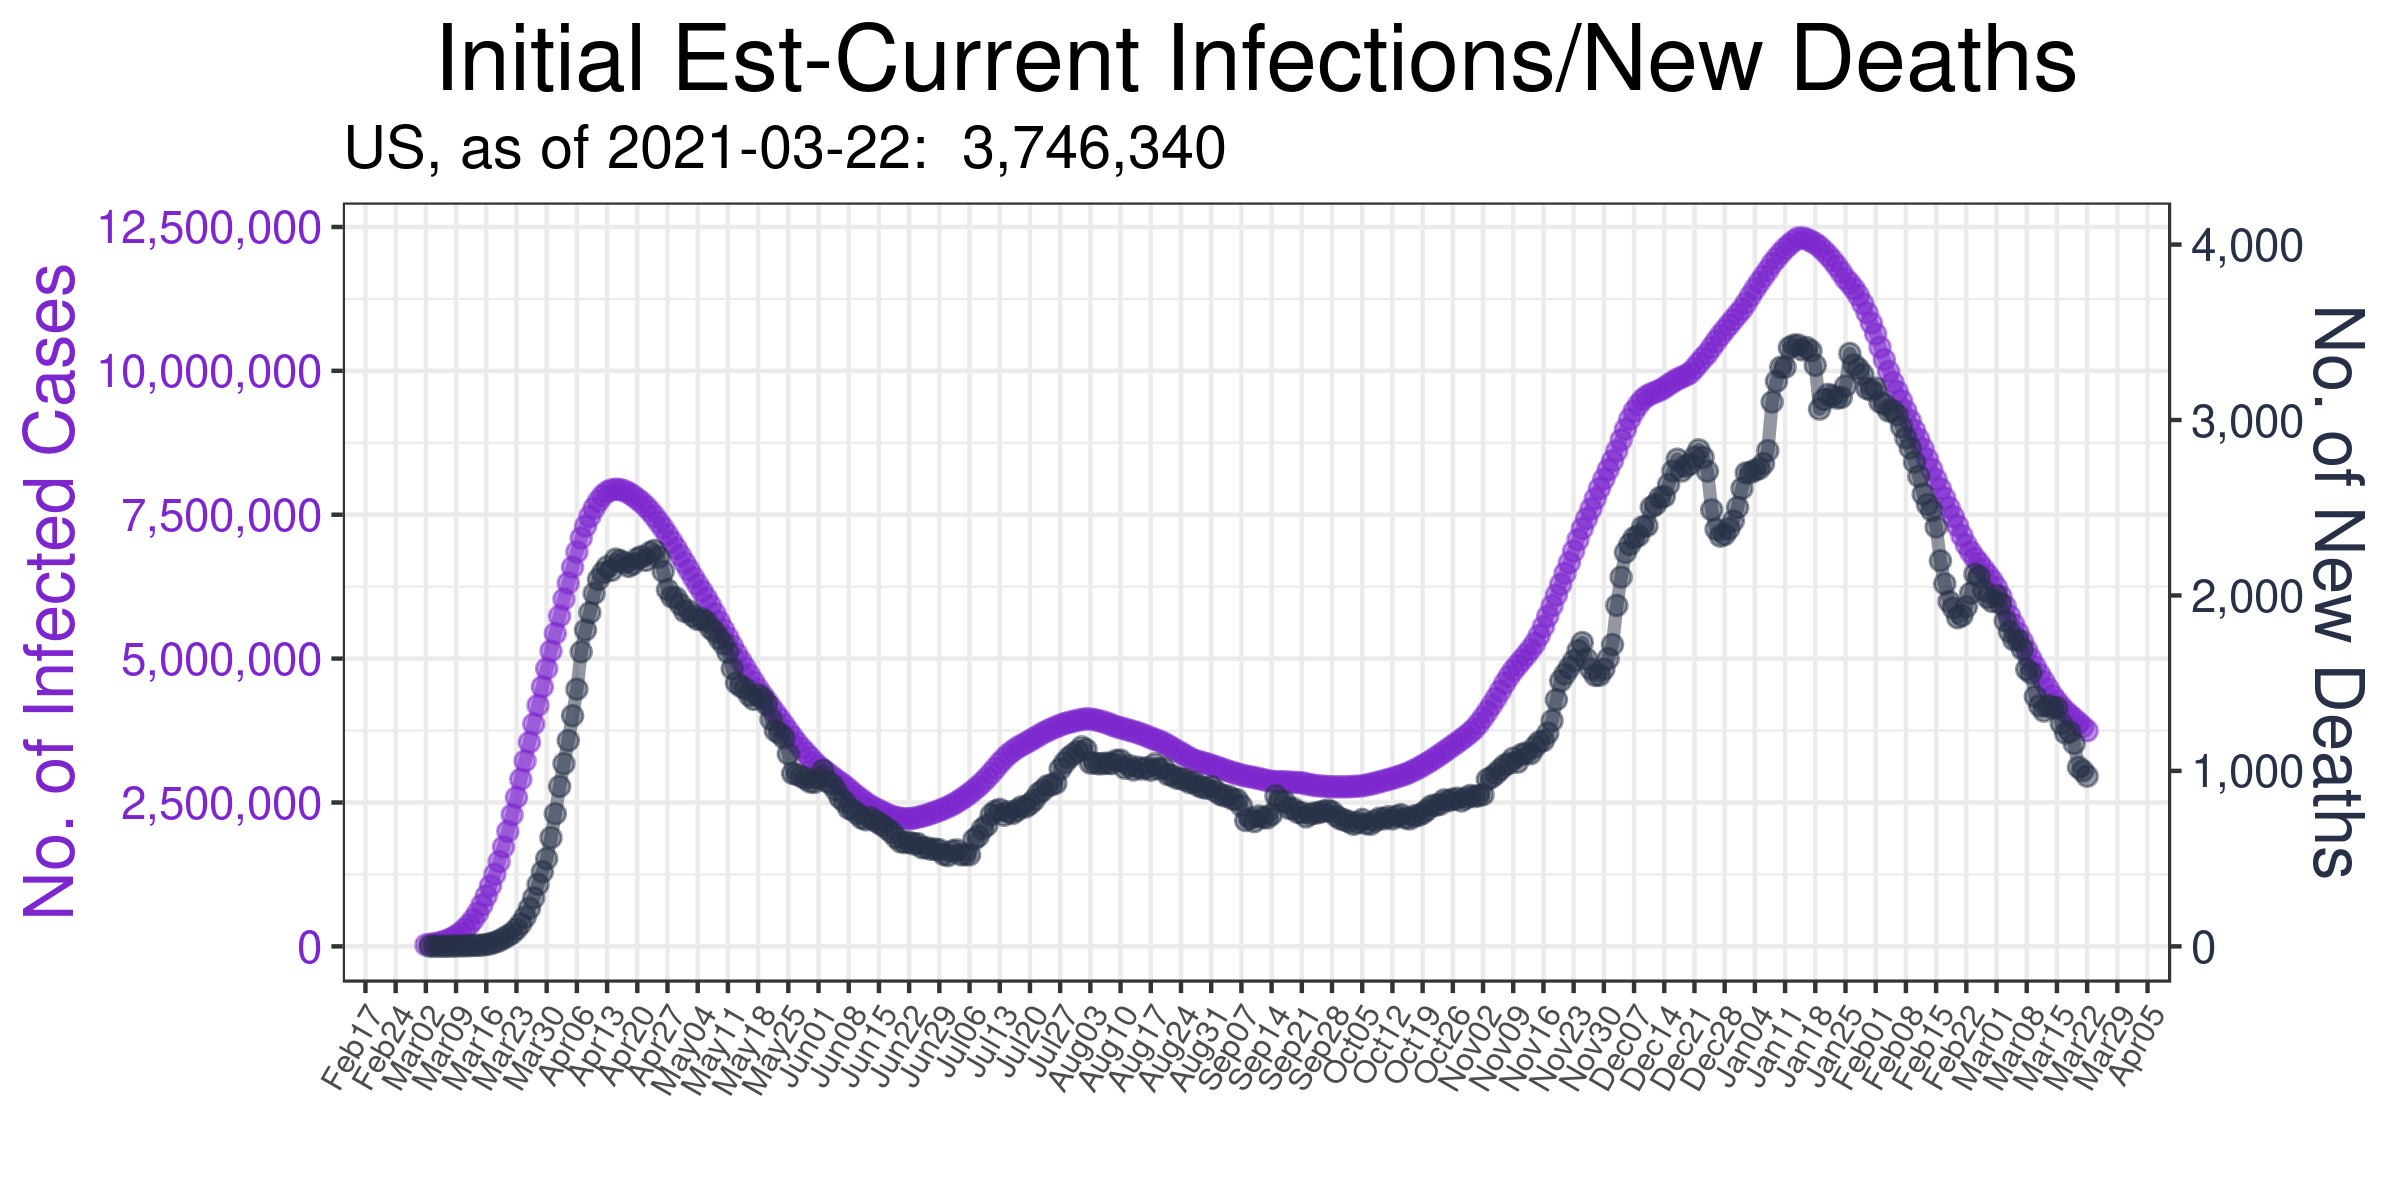 Initial Est-Current Infections/New Deaths
US, as of 2021-03-22: 3,746,340
No. of Infected Cases
12,500,000
10,000,000
7,500,000
5,000,000
2,500,000
0
4,000
3,000
2,000
1,000
0
No. of New Deaths
Feb17
Feb24
Mar02
Mar09
Mar16
Mar23
Mar30
Apr06
Apr13
Apr20
Apr27
May04
May11
May18
May25
Jun01
Jun08
Jun15
Jun22
Jun29
Jul06
Jul13
Jul20
Jul27
Aug03
Aug10
Aug17
Aug24
Aug31
Sep07
Sep14
Sep21
Sep28
Oct05
Oct12
Oct19
Oct26
Nov02
Nov09
Nov16
Nov23
Nov30
Dec07
Dec14
Dec21
Dec28
Dec04
Jan11
Jan18
Jan25
Feb01
Feb08
Feb15
Feb22
Mar01
Mar08
Mar15
Mar22
Mar29
Apr05